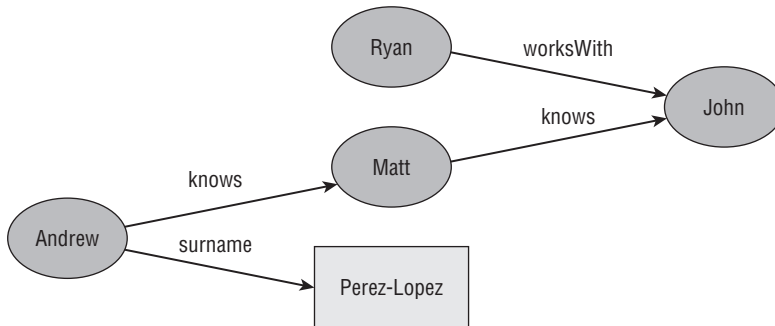 Ryan
worksWith
John
knows
Matt
knows
Andrew
surname
Perez-Lopez